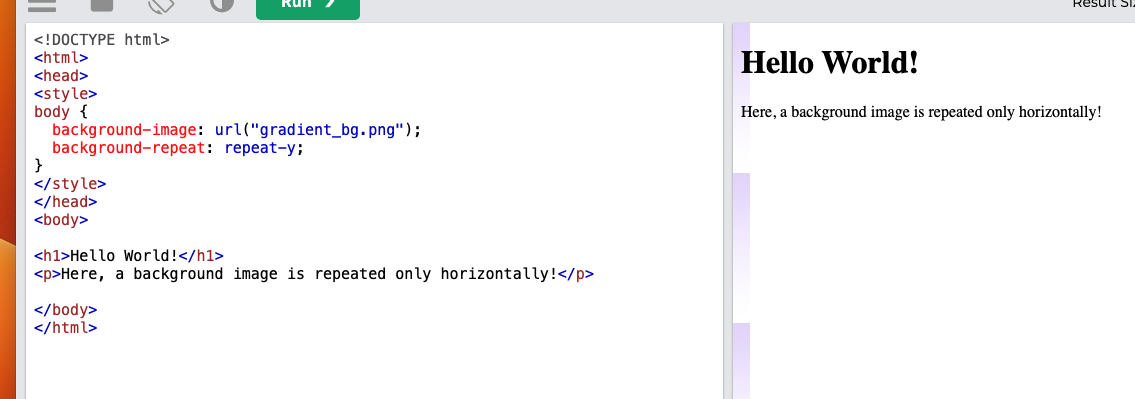 Run ❯
Result Siz
<!DOCTYPE html>
<html>
<head>
<style>
body {
  background-image: url("gradient_bg.png");
  background-repeat: repeat-y;
}
</style>
</head>
<body>
<h1>Hello World!</h1>
<p>Here, a background image is repeated only horizontally!</p>
</body>
</html>
Hello World!
Here, a background image is repeated only horizontally!